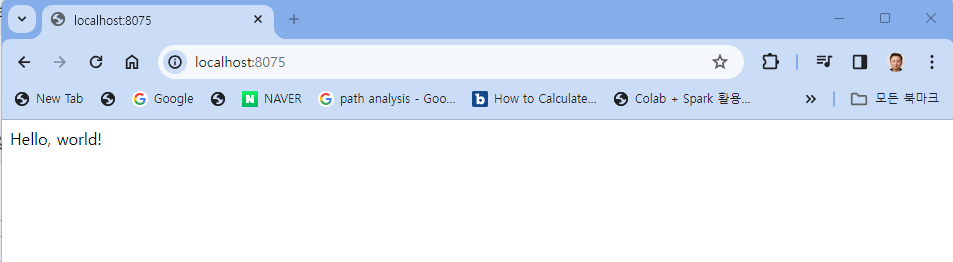 localhost:8075
localhost:8075
New Tab Google NAVER path analysis - Goo... How to Calculate... Colab + Spark 활용... 모든 북마크
Hello, world!